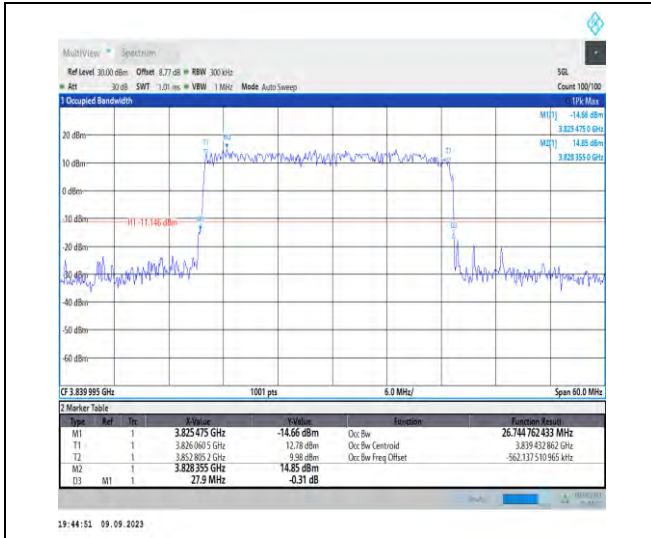 MultiView Spectrum
Ref Level 30.00 dBm Offset 8.77 dB RBW 300 kHz SGL
Att 30 dB SWT 1.01 ms VBW 1 MHz Mode Auto Sweep Count 100/100
1 Occupied Bandwidth 1Pk Max
M1[1] -14.66 dBm
3.825 475 0 GHz
M2[1] 14.85 dBm
3.828 355 0 GHz
20 dBm
T1 M2 T2
10 dBm
0 dBm
-10 dBm
H1 -11.146 dBm
M1 D3
-20 dBm
-30 dBm
-40 dBm
-50 dBm
-60 dBm
CF 3.839 995 GHz 1001 pts 6.0 MHz/ Span 60.0 MHz
2 Marker Table
Type Ref Trc X-Value Y-Value Function Function Result
M1 1 3.825 475 GHz -14.66 dBm Occ Bw 26.744 762 433 MHz
T1 1 3.826 060 5 GHz 12.78 dBm Occ Bw Centroid 3.839 432 862 GHz
T2 1 3.852 805 2 GHz 9.98 dBm Occ Bw Freq Offset -562.137 510 965 kHz
M2 1 3.828 355 GHz 14.85 dBm
D3 M1 1 27.9 MHz -0.31 dB
19:44:51 09.09.2023